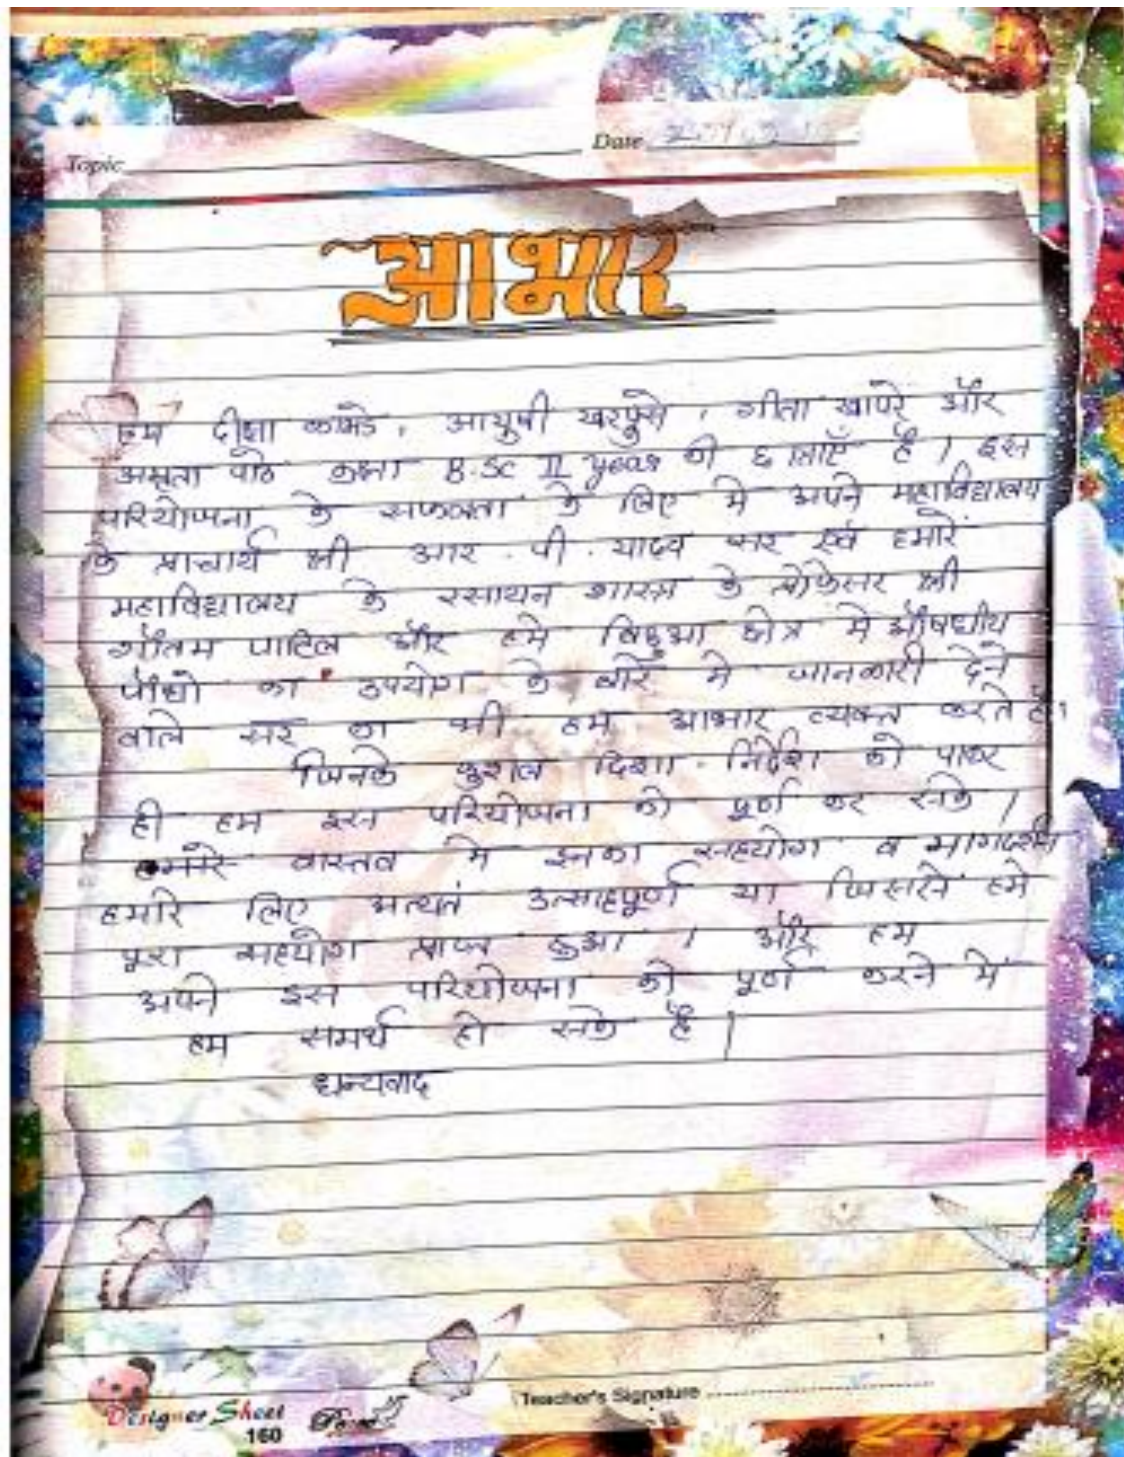 Date
Topic
आभार
हम दीक्षा कामडे, आयुषी खरपुसे, गीता खापरे और
अमृता पाठे कक्षा B.SC II year की छात्राएँ है। इस
परियोजना के सफलता के लिए मे अपने महाविद्यालय
के प्राचार्य श्री आर. पी. यादव सर एवं हमारे
महाविद्यालय के रसायन शास्त्र के प्रोफेसर श्री
गौतम पाटिल और हमे बिछुआ क्षेत्र मे औषधीय
पौधो का उपयोग के बारे मे जानकारी देने
वाले सर का भी हम आभार व्यक्त करते है।
जिनके कुशल दिशा-निर्देश को पाकर
ही हम इस परियोजना को पूर्ण कर सके।
हमारे वास्तव मे इनका सहयोग व मार्गदर्शन
हमारे लिए अत्यतं उत्साहपूर्ण था जिससे हमे
पूरा सहयोग प्राप्त हुआ। और हम
अपने इस परियोजना को पूर्ण करने में
हम समर्थ हो सके है।
धन्यवाद
Teacher's Signature
Designer Sheet
160